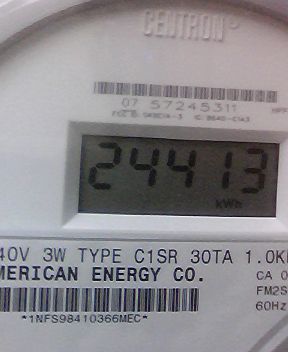 CENTRON®
07 57245311
24413
kWh
40V 3W TYPE C1SR 30TA 1.0K
MERICAN ENERGY CO.
CA 0
FM2S
60Hz
*1NFS98410366MEC*